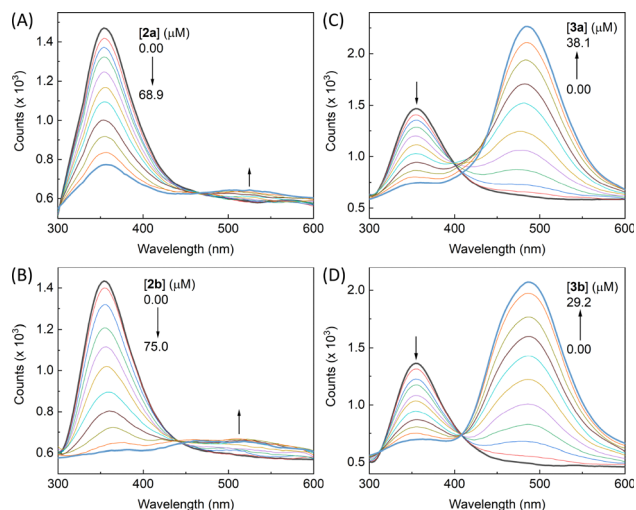 (A)
[2a] (μM)
0.00
68.9
1.4
1.2
1.0
0.8
0.6
Counts (x 10³)
300
400
500
600
Wavelength (nm)
(C)
[3a] (μM)
38.1
0.00
2.5
2.0
1.5
1.0
0.5
Counts (x 10³)
300
400
500
600
Wavelength (nm)
(B)
[2b] (μM)
0.00
75.0
1.4
1.2
1.0
0.8
0.6
Counts (x 10³)
300
400
500
600
Wavelength (nm)
(D)
[3b] (μM)
29.2
0.00
2.0
1.5
1.0
0.5
Counts (x 10³)
300
400
500
600
Wavelength (nm)